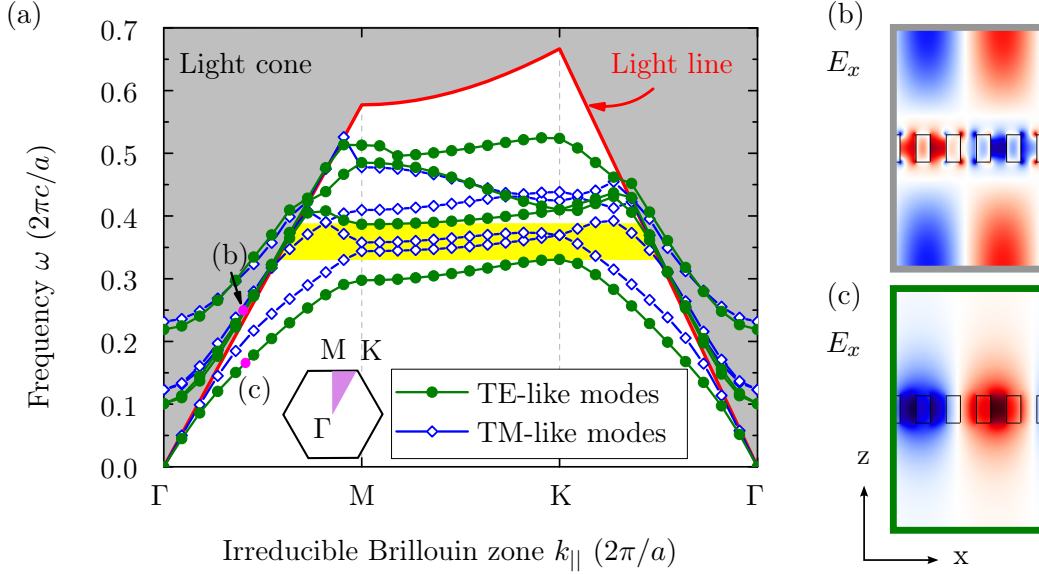 (a)
Frequency ω (2πc/a)
0.7
0.6
0.5
0.4
0.3
0.2
0.1
0.0
Light cone
Light line
(b)
(c)
M K
Γ
TE-like modes
TM-like modes
Γ M K Γ
Irreducible Brillouin zone k|| (2π/a)
(b)
Ex
(c)
Ex
z
x